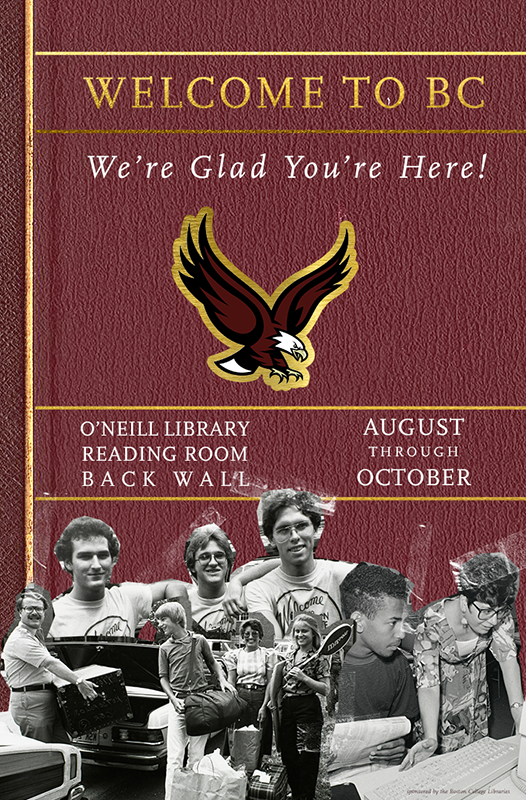 WELCOME TO BC
We're Glad You're Here!
O'NEILL LIBRARY
READING ROOM
BACK WALL
AUGUST
THROUGH
OCTOBER
Welcome
sponsored by the Boston College Libraries